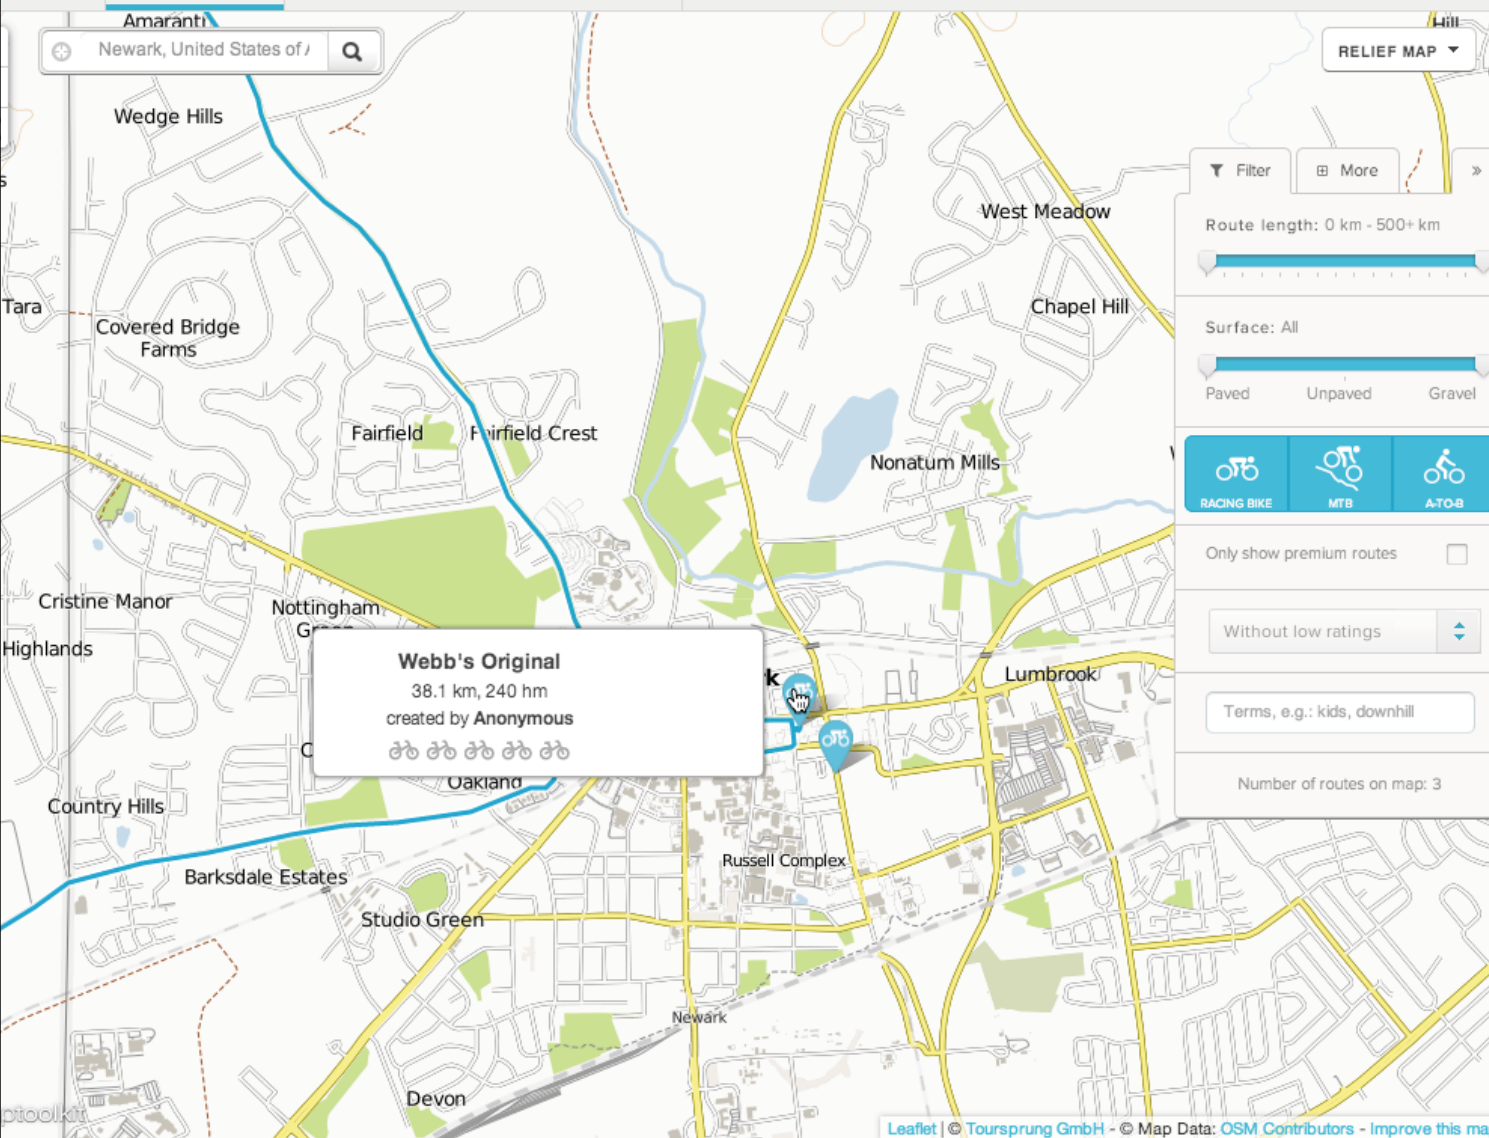 Amaranth
Newark, United States of A
Hill
RELIEF MAP
Wedge Hills
Filter
More
»
West Meadow
Route length: 0 km - 500+ km
Tara
Covered Bridge
Farms
Chapel Hill
Surface: All
Paved Unpaved Gravel
Fairfield
Fairfield Crest
Nonatum Mills
RACING BIKE
MTB
A-TO-B
Only show premium routes
Cristine Manor
Nottingham
Green
Highlands
Without low ratings
Webb's Original
38.1 km, 240 hm
created by Anonymous
rk
Lumbrook
Terms, e.g.: kids, downhill
Oakland
Number of routes on map: 3
Country Hills
Russell Complex
Barksdale Estates
Studio Green
Newark
Devon
ptoolkit
Leaflet | © Toursprung GmbH - © Map Data: OSM Contributors - Improve this ma